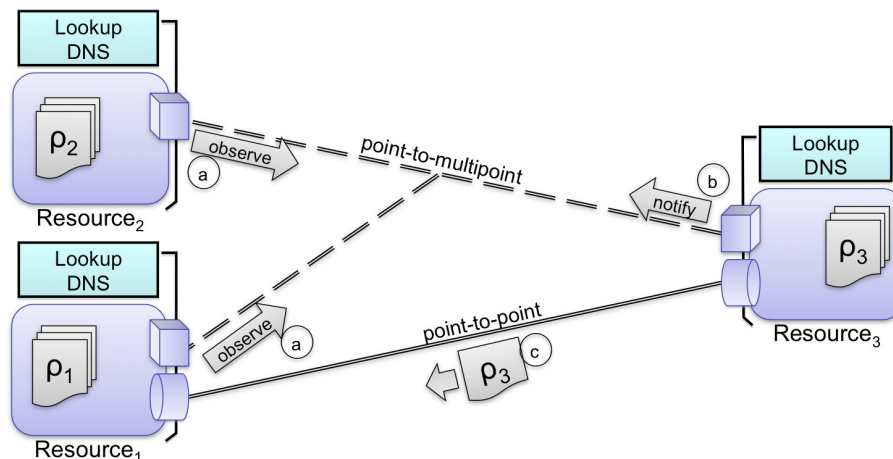 Lookup
DNS
ρ2
observe
a
Resource2
point-to-multipoint
Lookup
DNS
b
notify
ρ3
Resource3
Lookup
DNS
ρ1
observe
a
Resource1
point-to-point
ρ3
c